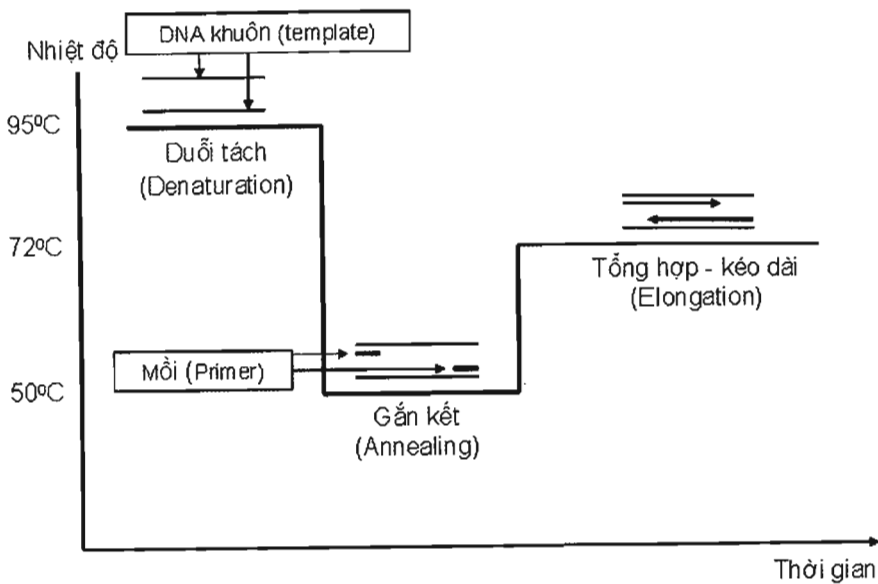 DNA khuôn (template)
Nhiệt độ
95ºC
Duỗi tách
(Denaturation)
72ºC
Tổng hợp - kéo dài
(Elongation)
Mồi (Primer)
50ºC
Gắn kết
(Annealing)
Thời gian